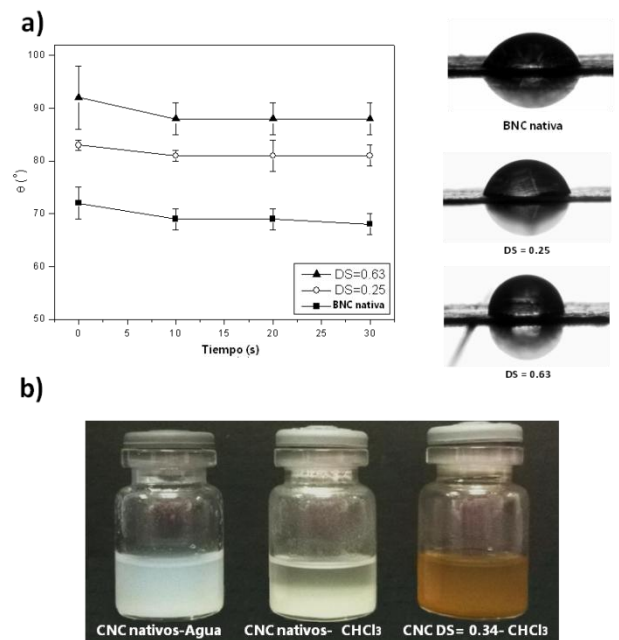 a)
100
90
80
70
60
50
θ (°)
0 5 10 15 20 25 30
Tiempo (s)
DS=0.63
DS=0.25
BNC nativa
BNC nativa
DS = 0.25
DS = 0.63
b)
CNC nativos-Agua
CNC nativos- CHCl₃
CNC DS= 0.34- CHCl₃